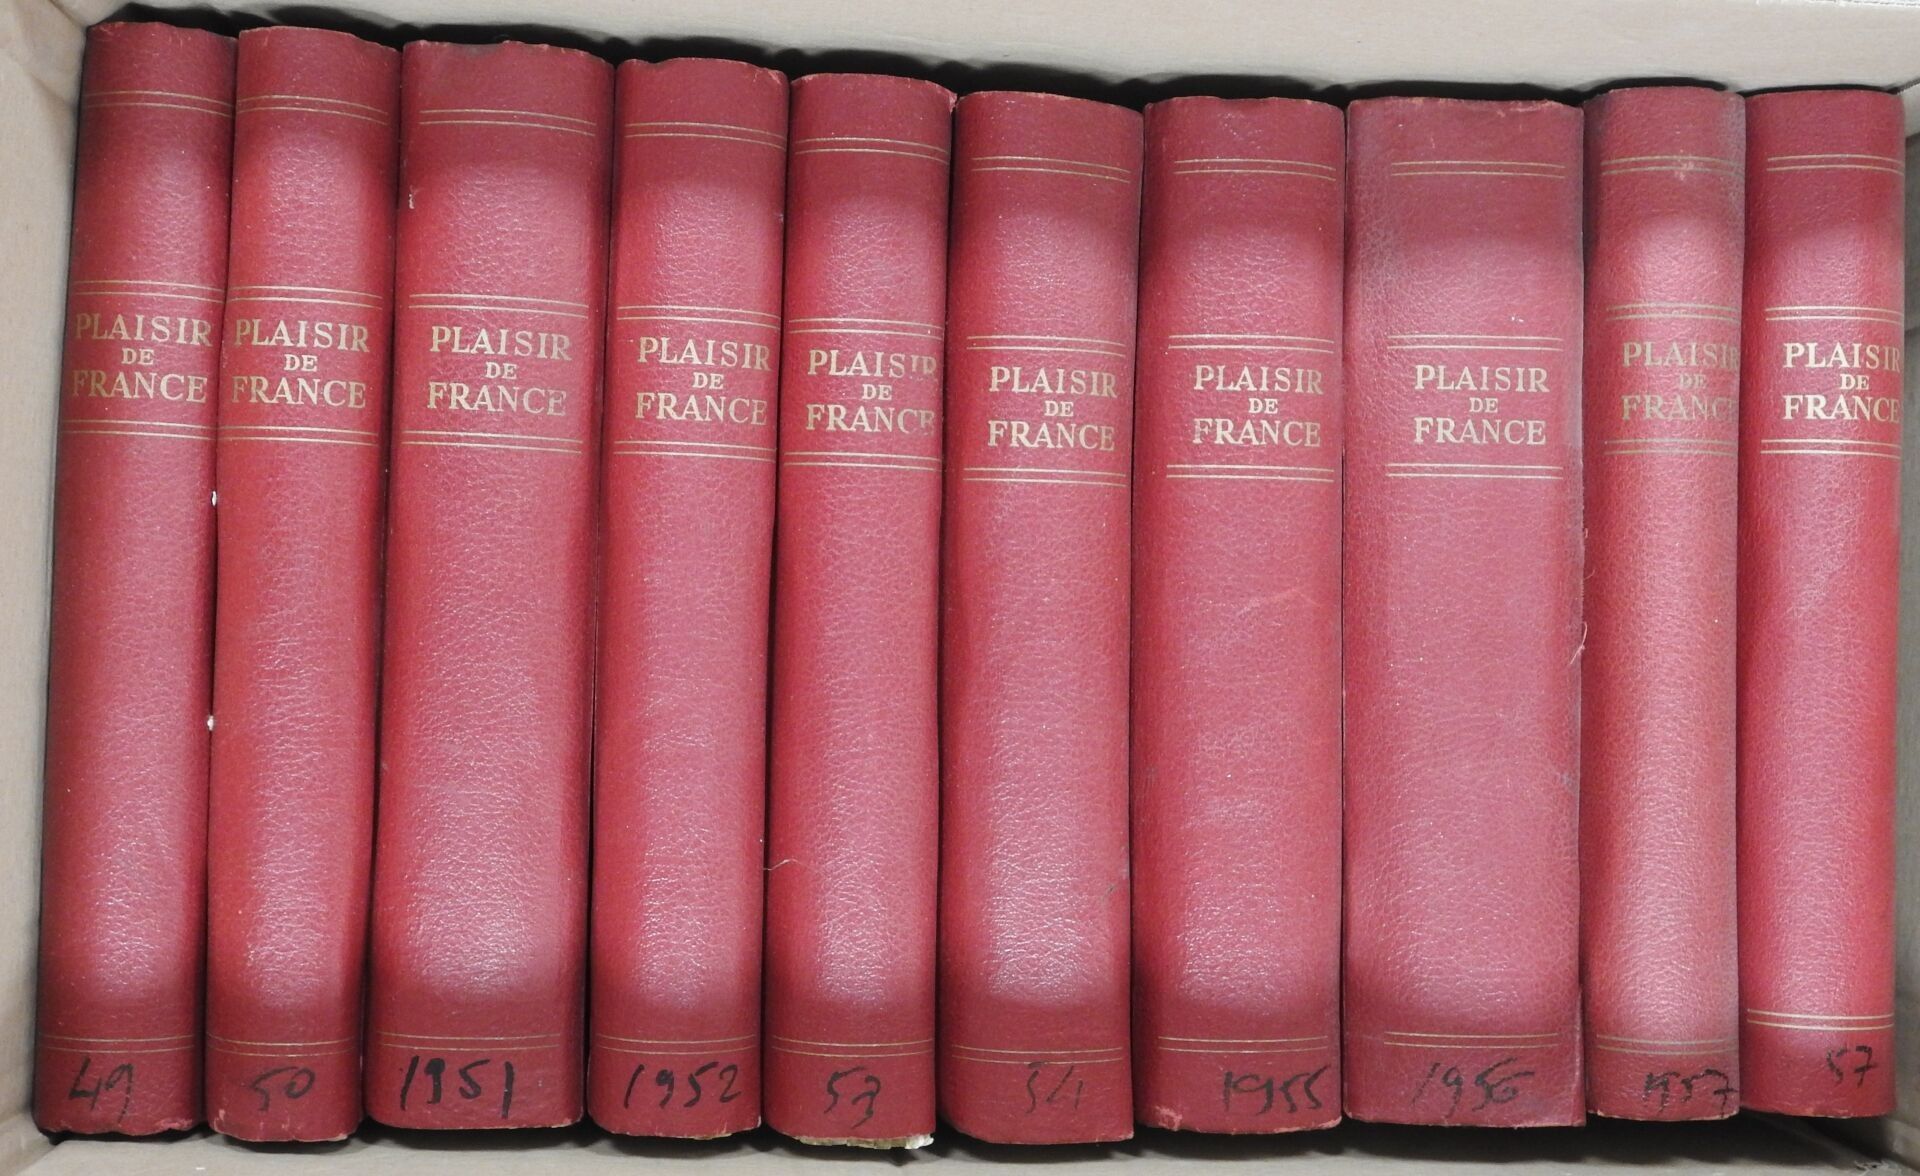 PLAISIR
DE
FRANCE
49
PLAISIR
DE
FRANCE
50
PLAISIR
DE
FRANCE
1951
PLAISIR
DE
FRANCE
1952
PLAISIR
DE
FRANCE
53
PLAISIR
DE
FRANCE
54
PLAISIR
DE
FRANCE
1955
PLAISIR
DE
FRANCE
1956
PLAISIR
DE
FRANCE
1957
PLAISIR
DE
FRANCE
57